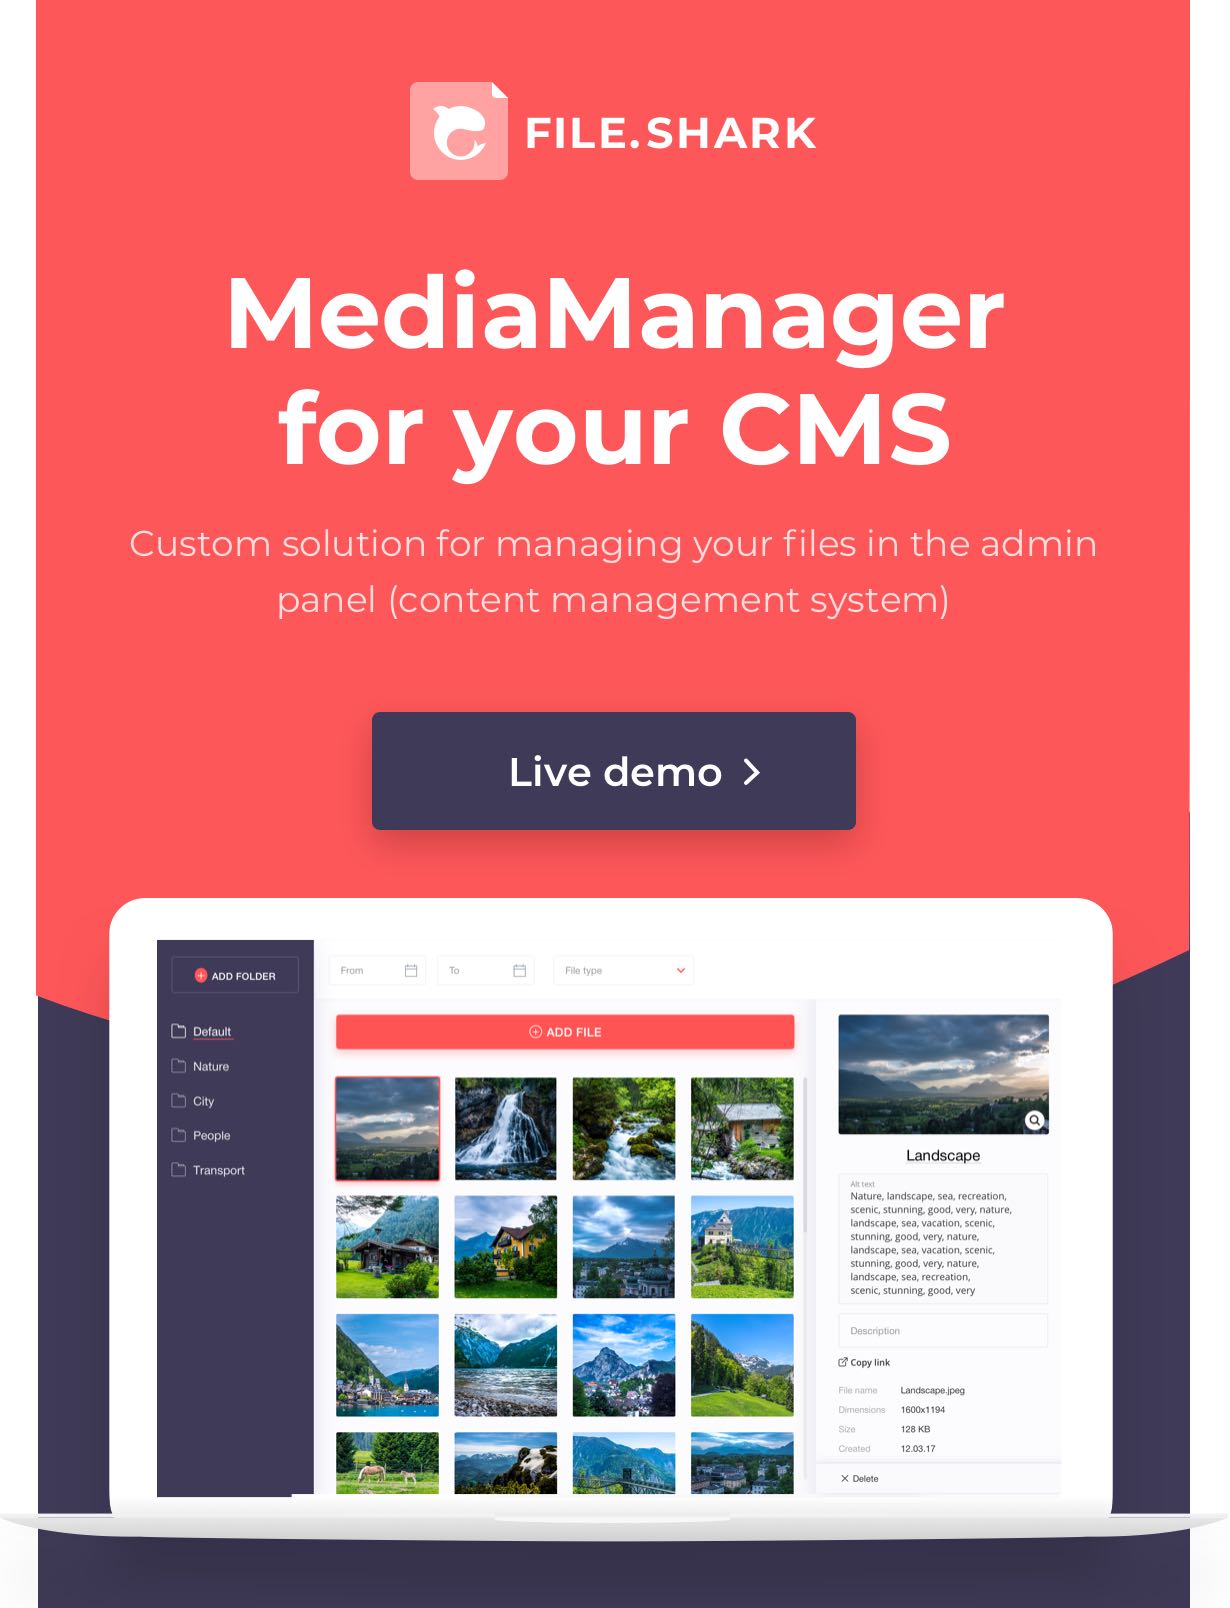 FILE.SHARK
MediaManager
for your CMS
Custom solution for managing your files in the admin
panel (content management system)
Live demo
ADD FOLDER
Default
Nature
City
People
Transport
From
To
File type
ADD FILE
Landscape
Alt text
Nature, landscape, sea, recreation,
scenic, stunning, good, very, nature,
landscape, sea, vacation, scenic,
stunning, good, very, nature,
landscape, sea, vacation, scenic,
stunning, good, very, nature,
landscape, sea, recreation,
scenic, stunning, good, very
Description
Copy link
File name Landscape.jpeg
Dimensions 1600x1194
Size 128 KB
Created 12.03.17
Delete